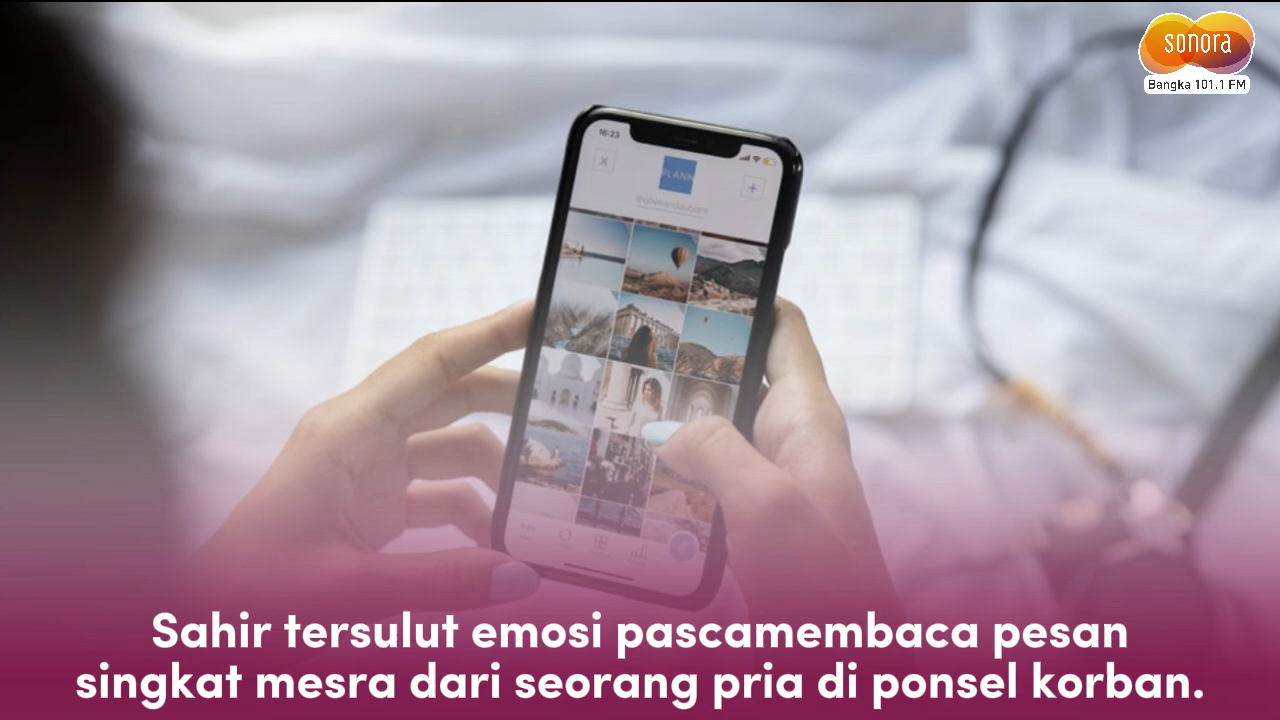 sonora
Bangka 101.1 FM
16:23
X
PLANN
+
Sahir tersulut emosi pascamembaca pesan
singkat mesra dari seorang pria di ponsel korban.